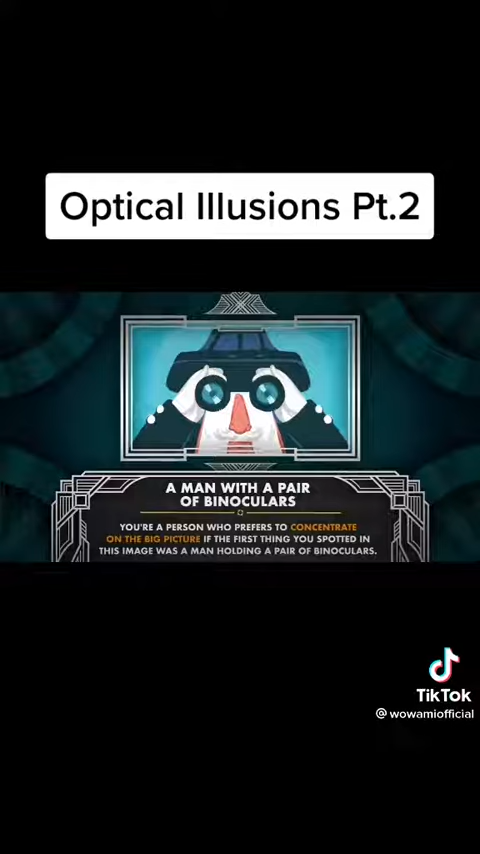 Optical Illusions Pt.2
A MAN WITH A PAIR
OF BINOCULARS
YOU'RE A PERSON WHO PREFERS TO CONCENTRATE
ON THE BIG PICTURE IF THE FIRST THING YOU SPOTTED IN
THIS IMAGE WAS A MAN HOLDING A PAIR OF BINOCULARS.
TikTok
@ wowamiofficial